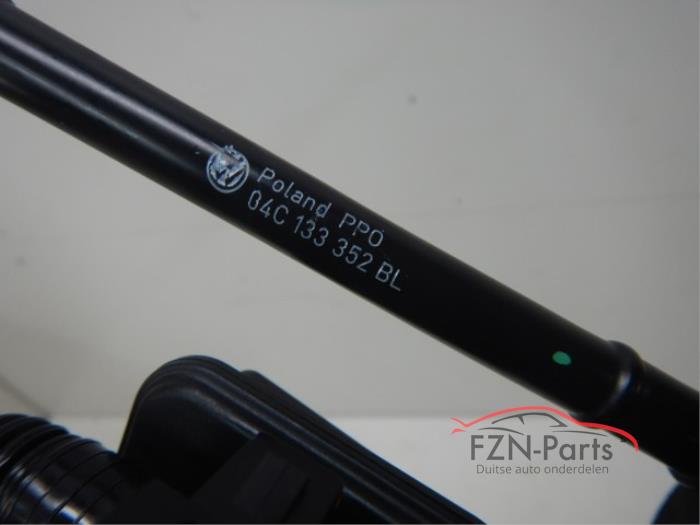 Poland PPO
04C 133 352 BL
FZN-Parts
Duitse auto onderdelen